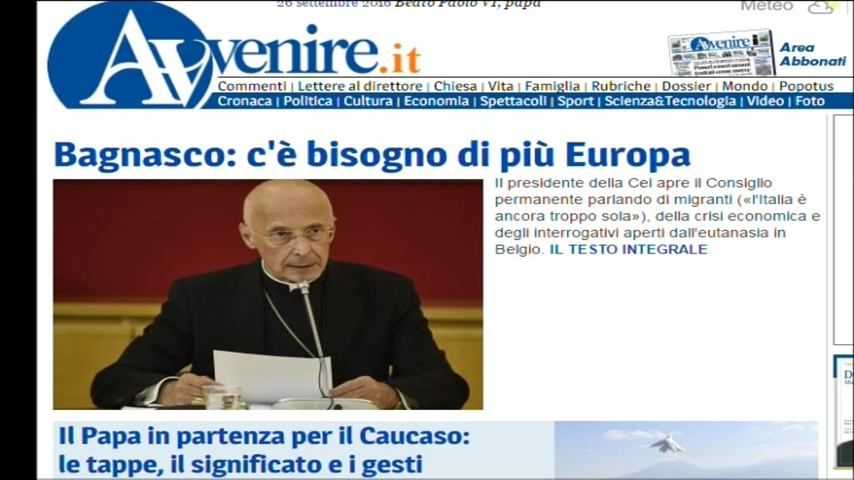 26 settembre 2016 Beato Paolo VI, papa
Meteo
Avvenire.it
Avvenire
Area
Abbonati
Commenti | Lettere al direttore | Chiesa | Vita | Famiglia | Rubriche | Dossier | Mondo | Popotus
Cronaca | Politica | Cultura | Economia | Spettacoli | Sport | Scienza&Tecnologia | Video | Foto
Bagnasco: c'è bisogno di più Europa
Il presidente della Cei apre il Consiglio
permanente parlando di migranti («l'Italia è
ancora troppo sola»), della crisi economica e
degli interrogativi aperti dall'eutanasia in
Belgio. IL TESTO INTEGRALE
Il Papa in partenza per il Caucaso:
le tappe, il significato e i gesti